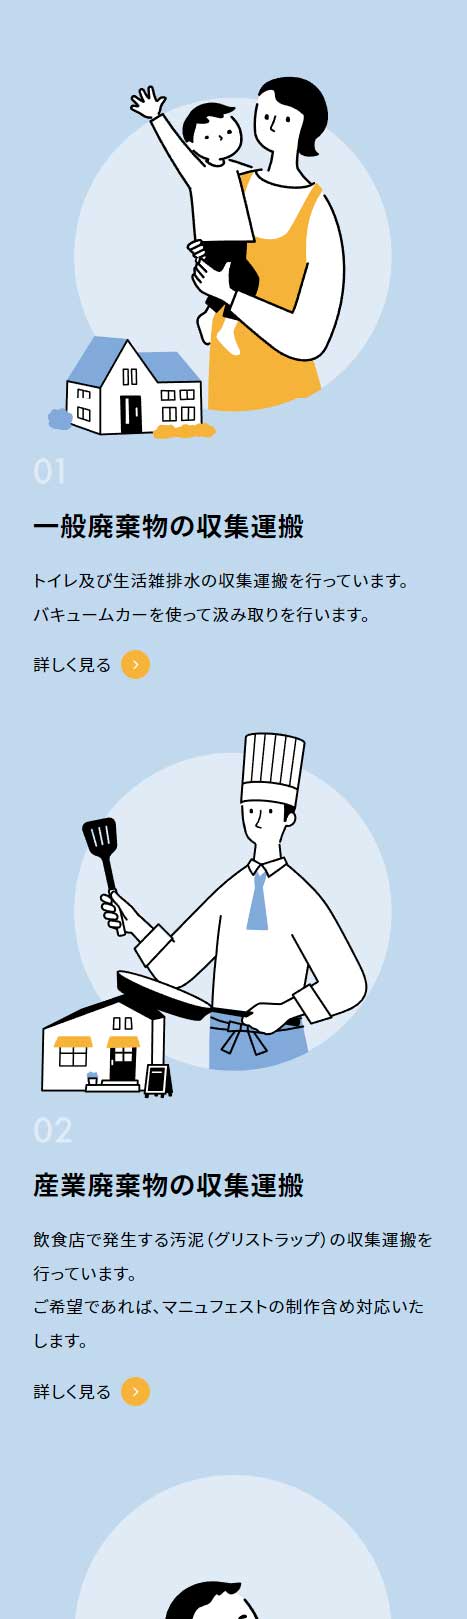 01
一般廃棄物の収集運搬
トイレ及び生活雑排水の収集運搬を行っています。
バキュームカーを使って汲み取りを行います。
詳しく見る
02
産業廃棄物の収集運搬
飲食店で発生する汚泥（グリストラップ）の収集運搬を
行っています。
ご希望であれば、マニュフェストの制作含め対応いた
します。
詳しく見る